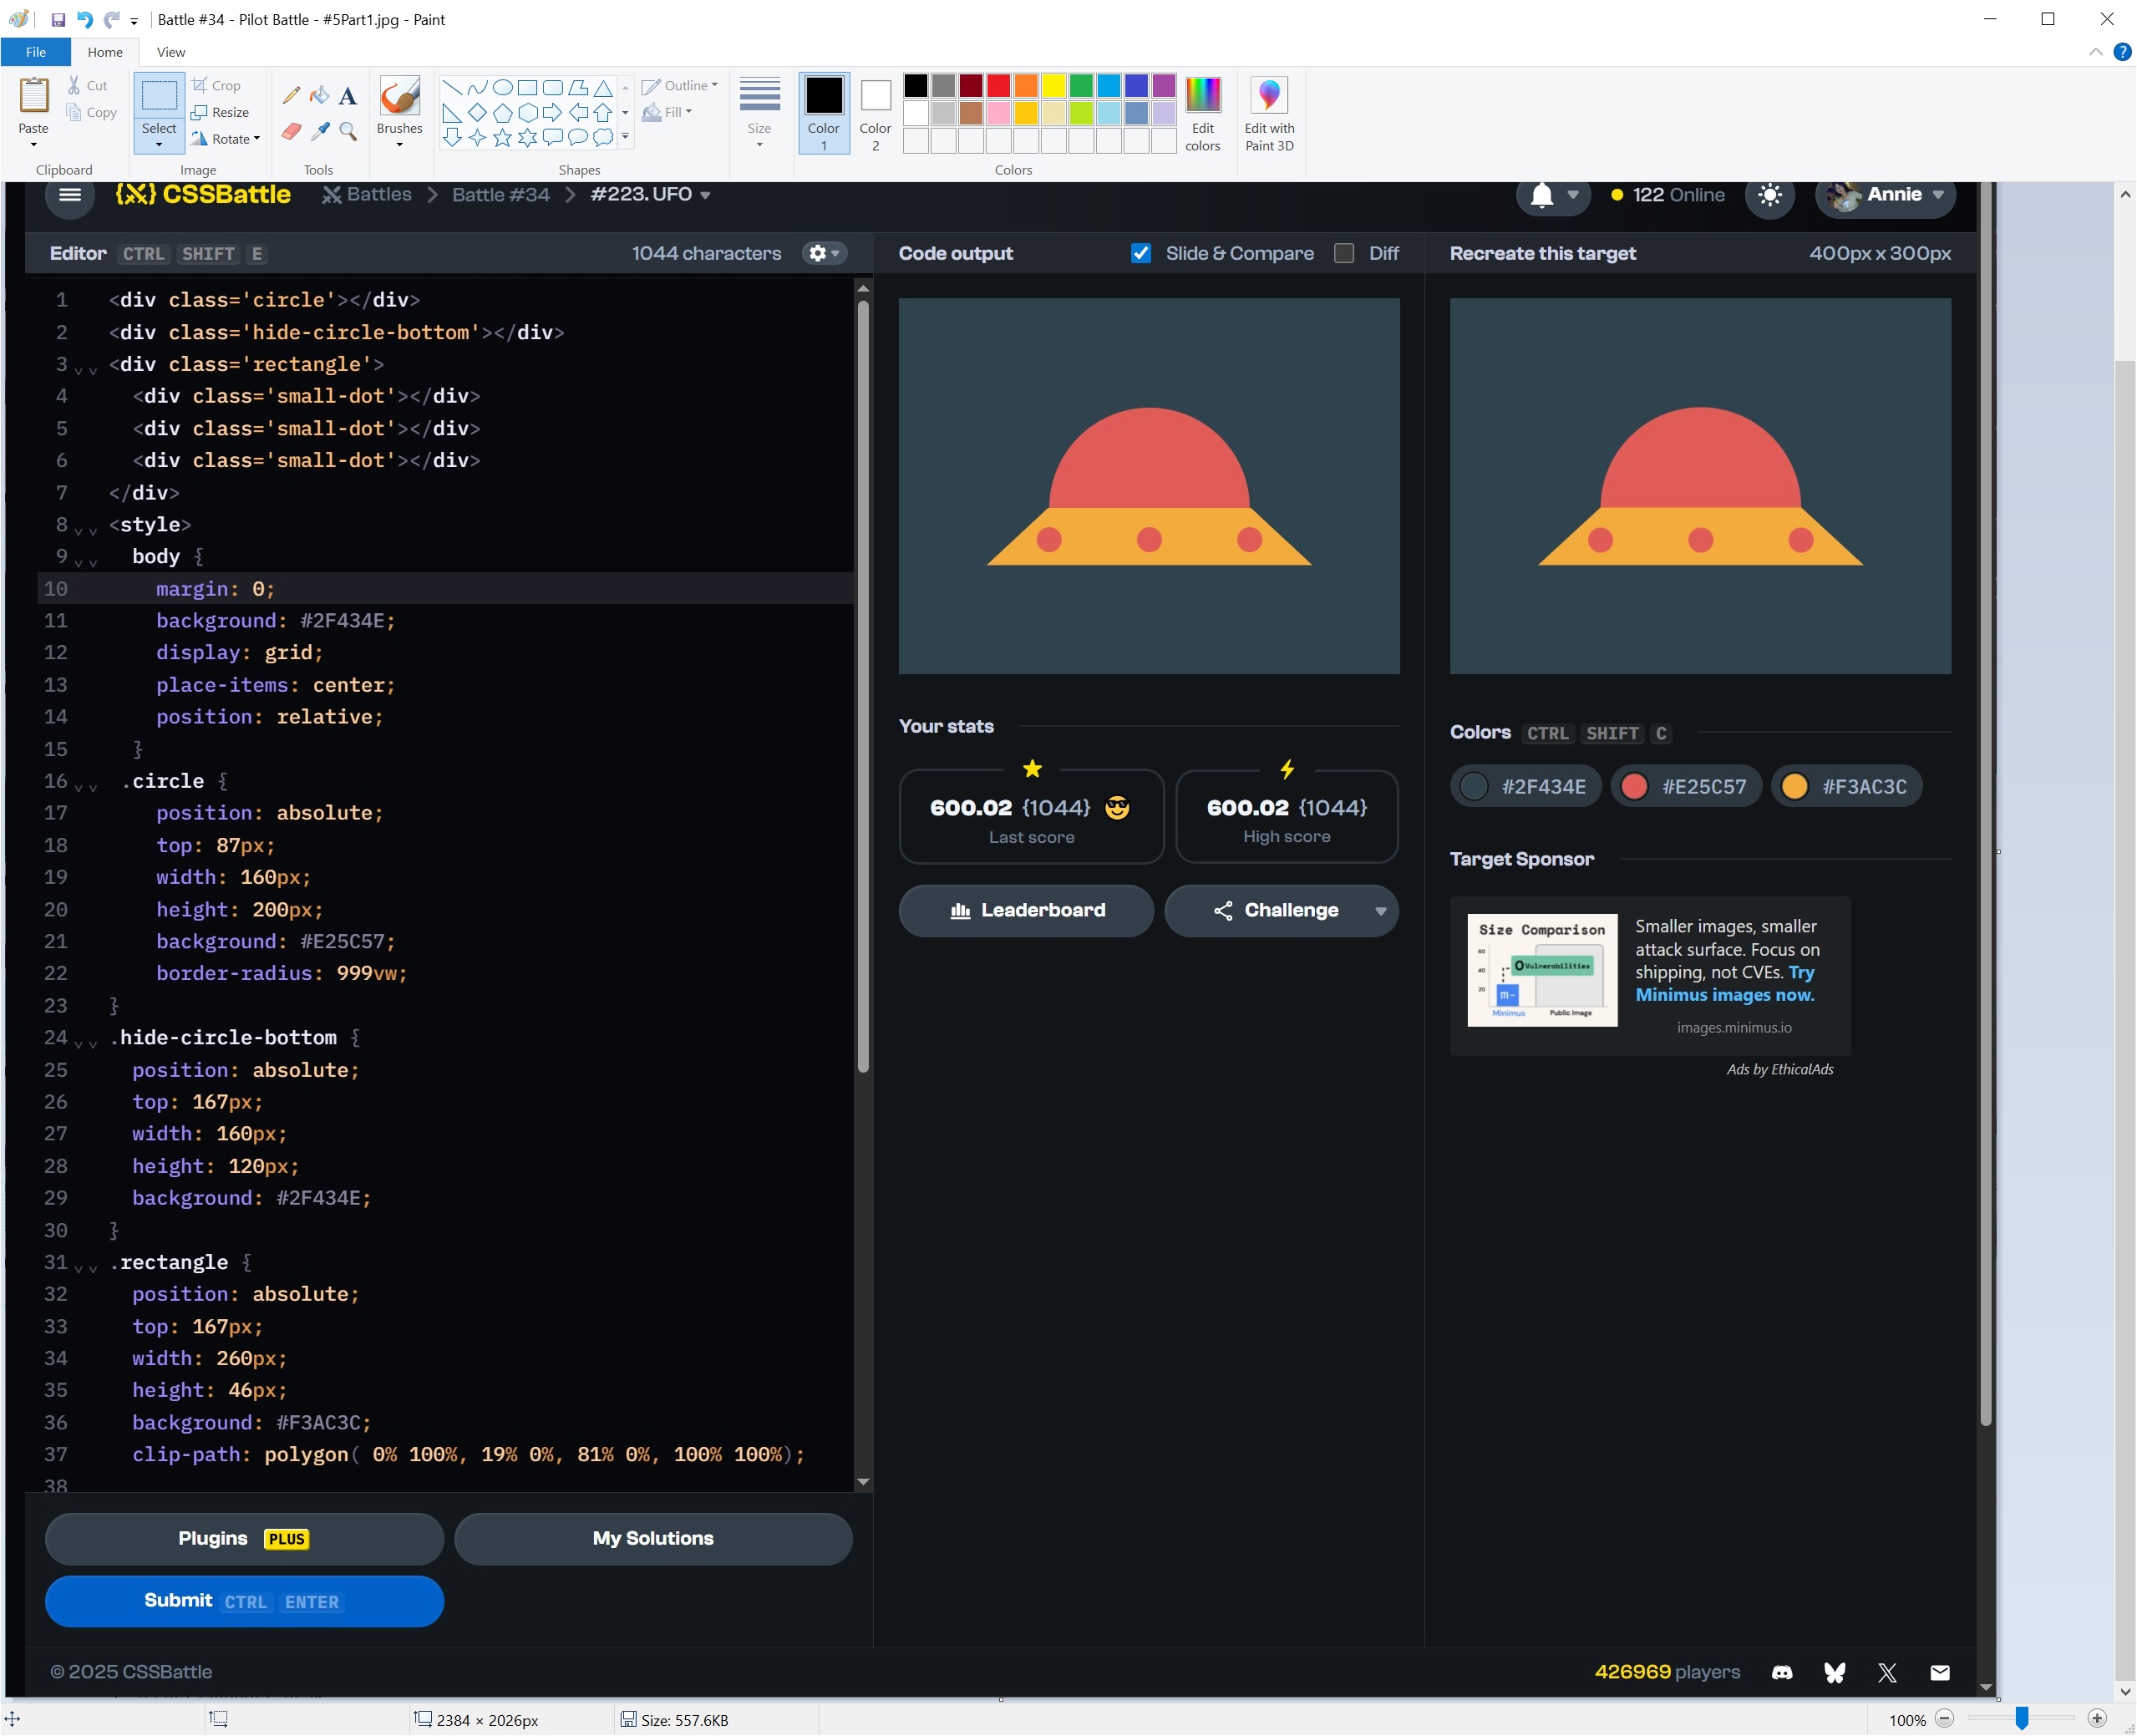 Battle #34 - Pilot Battle - #5Part1.jpg - Paint
File Home View
Paste
Cut
Copy
Clipboard
Select
Crop
Resize
Rotate
Image
Tools
Brushes
Shapes
Outline
Fill
Size
Color 1
Color 2
Colors
Edit colors
Edit with Paint 3D
CSSBattle Battles Battle #34 #223. UFO 122 Online Annie
Editor CTRL SHIFT E 1044 characters
1 <div class='circle'></div>
2 <div class='hide-circle-bottom'></div>
3 <div class='rectangle'>
4 <div class='small-dot'></div>
5 <div class='small-dot'></div>
6 <div class='small-dot'></div>
7 </div>
8 <style>
9 body {
10 margin: 0;
11 background: #2F434E;
12 display: grid;
13 place-items: center;
14 position: relative;
15 }
16 .circle {
17 position: absolute;
18 top: 87px;
19 width: 160px;
20 height: 200px;
21 background: #E25C57;
22 border-radius: 999vw;
23 }
24 .hide-circle-bottom {
25 position: absolute;
26 top: 167px;
27 width: 160px;
28 height: 120px;
29 background: #2F434E;
30 }
31 .rectangle {
32 position: absolute;
33 top: 167px;
34 width: 260px;
35 height: 46px;
36 background: #F3AC3C;
37 clip-path: polygon( 0% 100%, 19% 0%, 81% 0%, 100% 100%);
38
Plugins PLUS
My Solutions
Submit CTRL ENTER
Code output Slide & Compare Diff
Your stats
600.02 {1044}
Last score
600.02 {1044}
High score
Leaderboard
Challenge
Recreate this target 400px x 300px
Colors CTRL SHIFT C
#2F434E #E25C57 #F3AC3C
Target Sponsor
Size Comparison
60
40
20
0 Vulnerabilities
m-
Minimus Public Image
Smaller images, smaller
attack surface. Focus on
shipping, not CVEs. Try
Minimus images now.
images.minimus.io
Ads by EthicalAds
© 2025 CSSBattle
426969 players
2384 × 2026px
Size: 557.6KB
100%